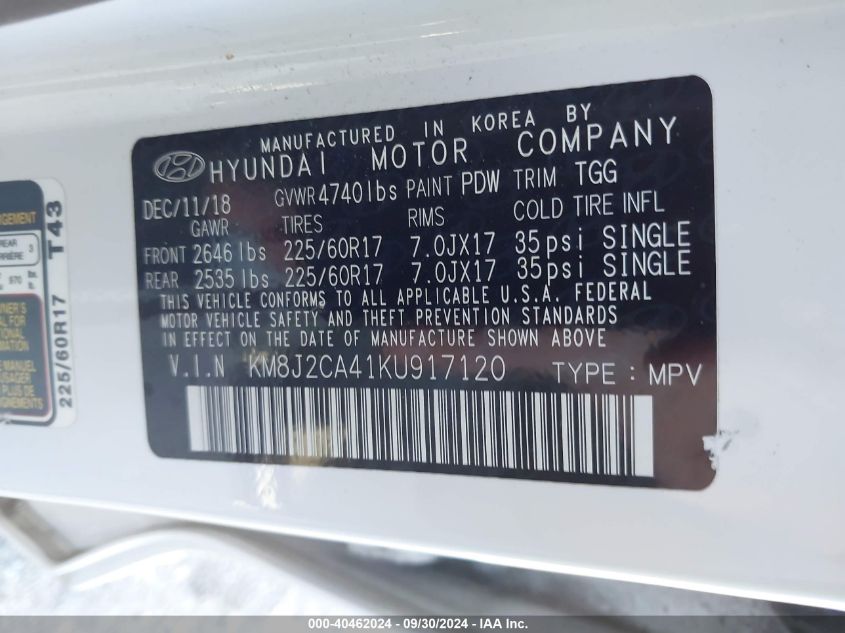 MANUFACTURED IN KOREA BY
HYUNDAI MOTOR COMPANY
DEC/11/18 GVWR 4740lbs PAINT PDW TRIM TGG
GAWR TIRES RIMS COLD TIRE INFL
FRONT 2646 lbs 225/60R17 7.0JX17 35psi SINGLE
REAR 2535 lbs 225/60R17 7.0JX17 35psi SINGLE
THIS VEHICLE CONFORMS TO ALL APPLICABLE U.S.A. FEDERAL
MOTOR VEHICLE SAFETY AND THEFT PREVENTION STANDARDS
IN EFFECT ON THE DATE OF MANUFACTURE SHOWN ABOVE
V.I.N KM8J2CA41KU917120 TYPE : MPV
REAR 3
970 lbs.
225/60R17 T43
000-40462024 - 09/30/2024 - IAA Inc.